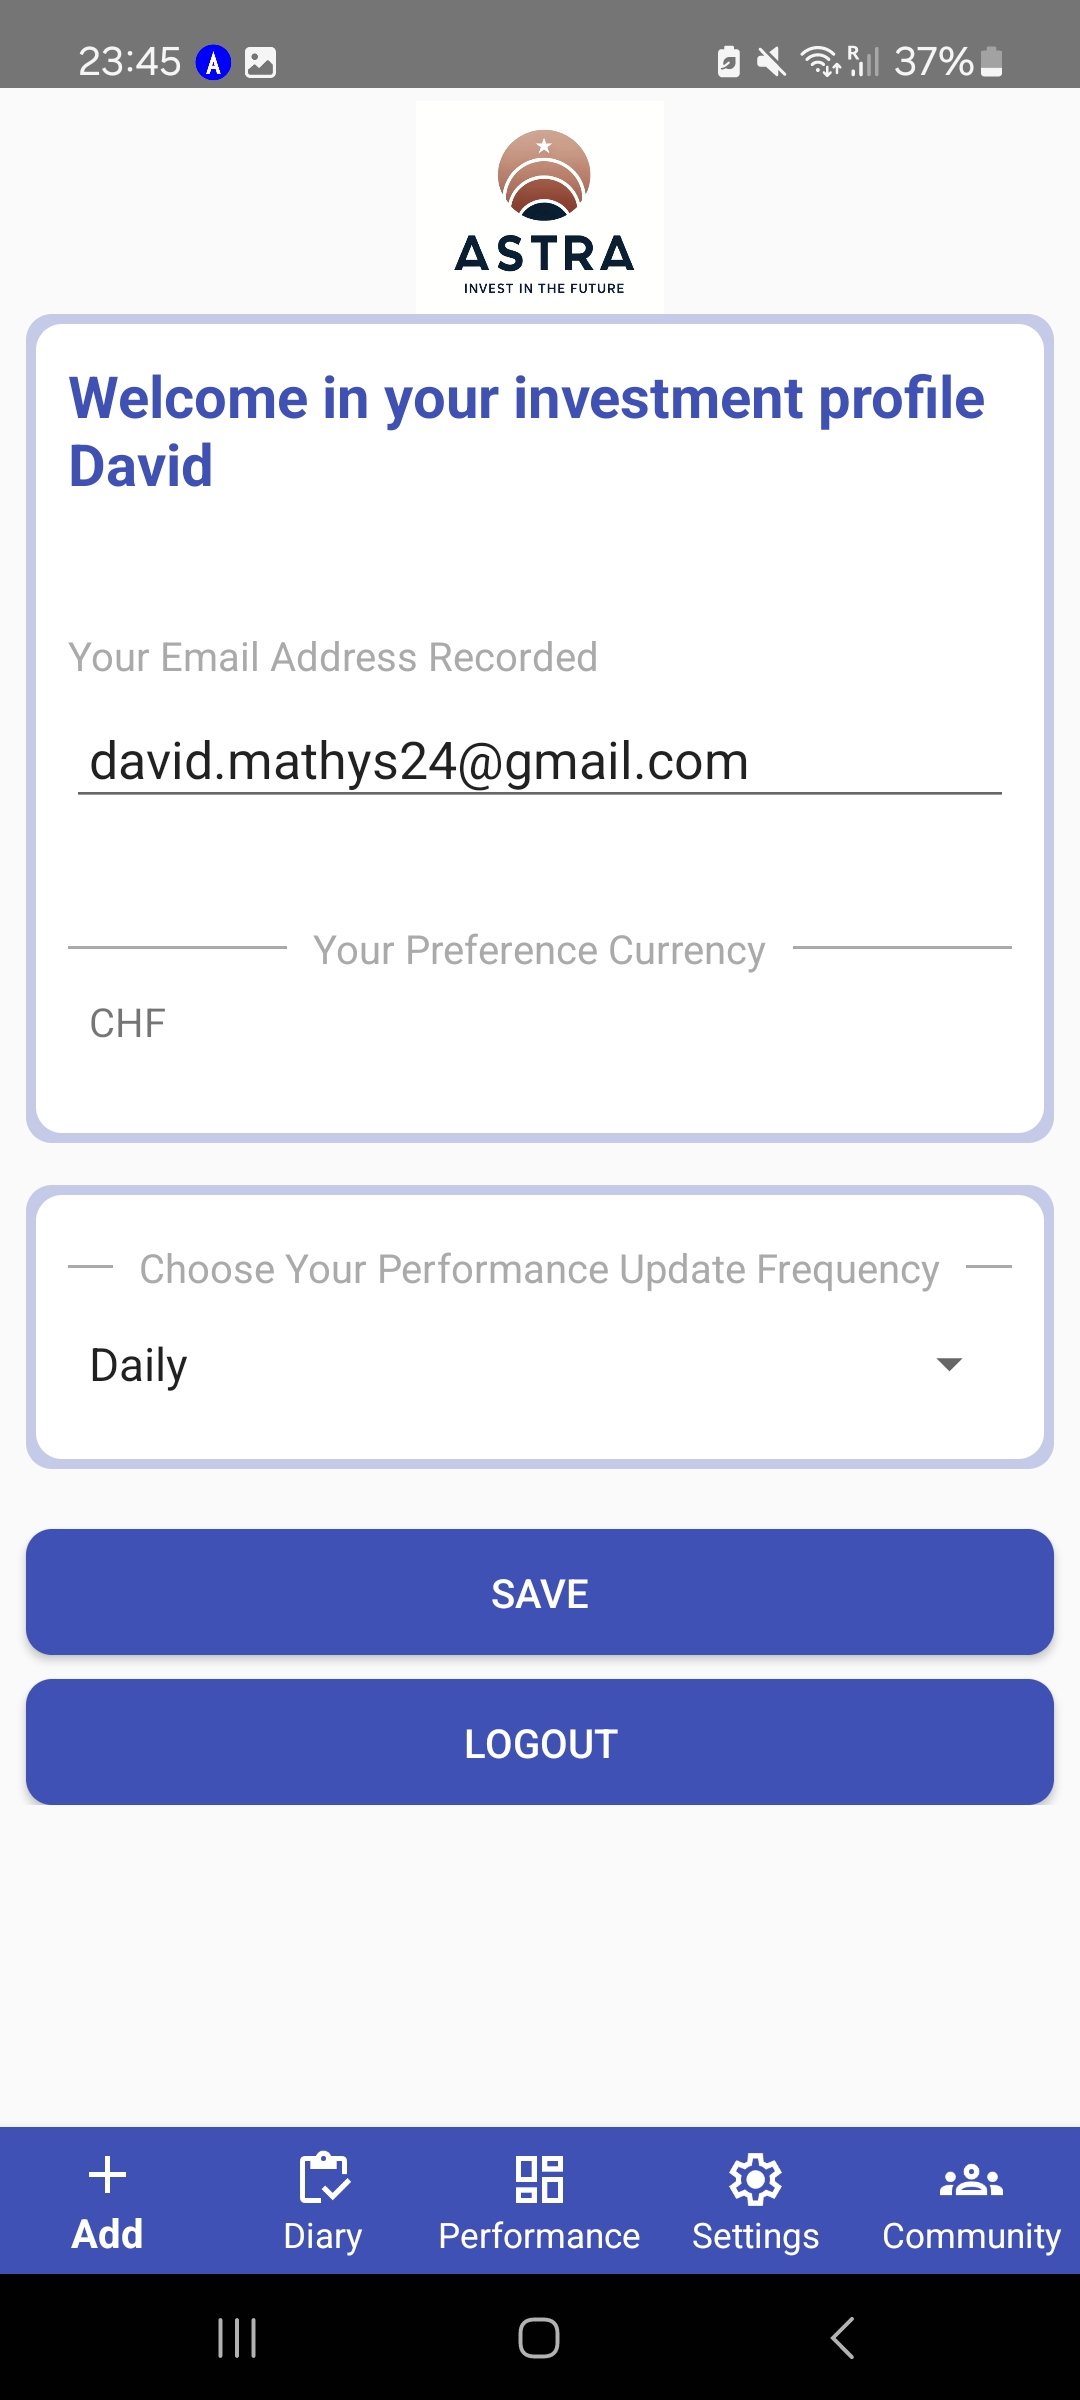 23:45
R
37%
ASTRA
INVEST IN THE FUTURE
Welcome in your investment profile
David
Your Email Address Recorded
david.mathys24@gmail.com
Your Preference Currency
CHF
Choose Your Performance Update Frequency
Daily
SAVE
LOGOUT
Add
Diary
Performance
Settings
Community